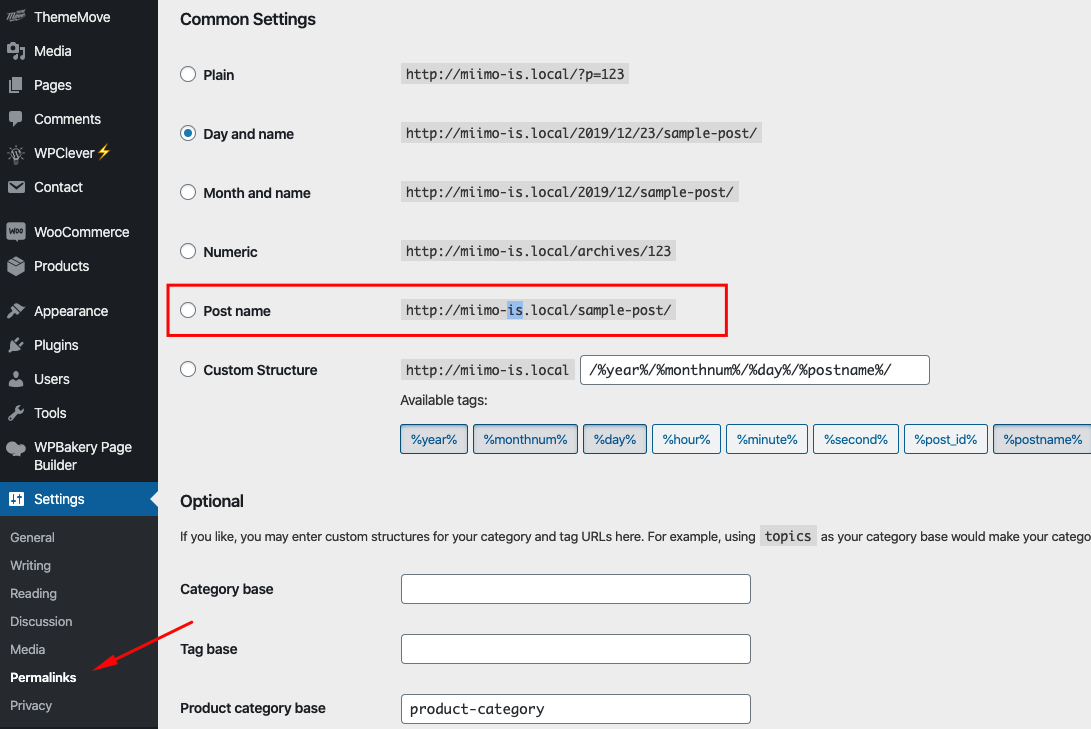 ThemeMove
Media
Pages
Comments
WPClever⚡
Contact
WooCommerce
Products
Appearance
Plugins
Users
Tools
WPBakery Page
Builder
Settings
General
Writing
Reading
Discussion
Media
Permalinks
Privacy
Common Settings
Plain http://miimo-is.local/?p=123
Day and name http://miimo-is.local/2019/12/23/sample-post/
Month and name http://miimo-is.local/2019/12/sample-post/
Numeric http://miimo-is.local/archives/123
Post name http://miimo-is.local/sample-post/
Custom Structure http://miimo-is.local /%year%/%monthnum%/%day%/%postname%/
Available tags:
%year% %monthnum% %day% %hour% %minute% %second% %post_id% %postname%
Optional
If you like, you may enter custom structures for your category and tag URLs here. For example, using topics as your category base would make your catego
Category base
Tag base
Product category base product-category